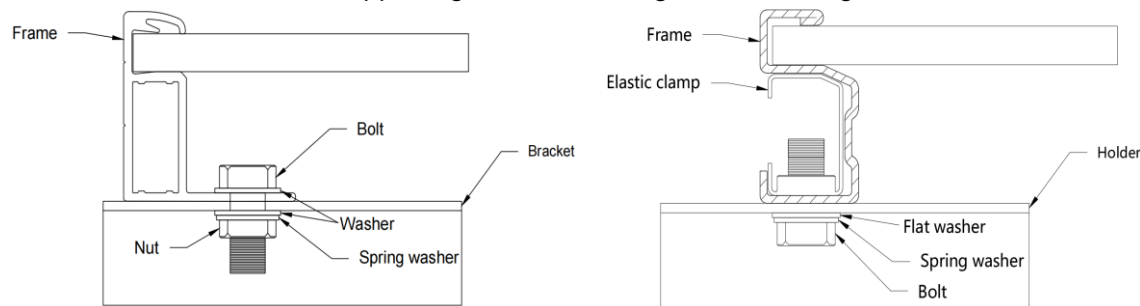 Frame
Bolt
Bracket
Washer
Nut
Spring washer
Frame
Elastic clamp
Holder
Flat washer
Spring washer
Bolt